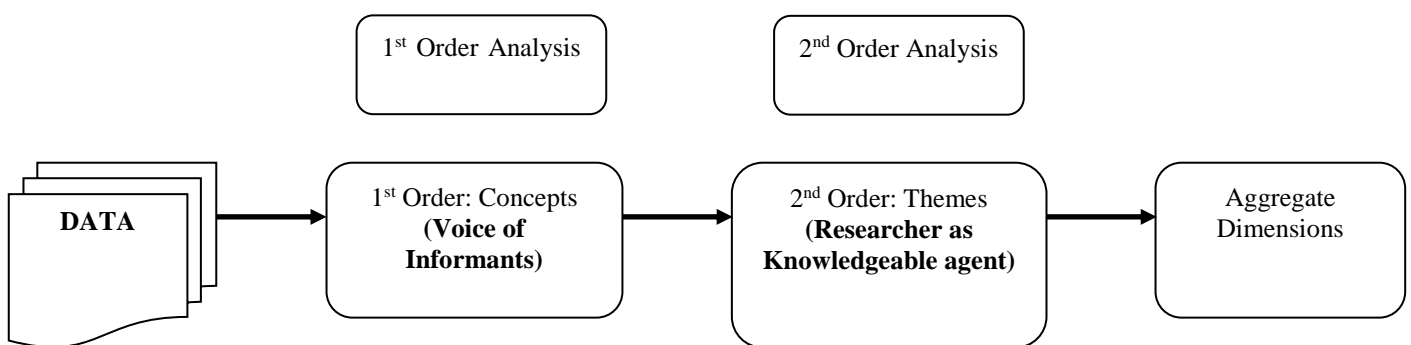 1st Order Analysis
2nd Order Analysis
DATA
1st Order: Concepts
(Voice of
Informants)
2nd Order: Themes
(Researcher as
Knowledgeable agent)
Aggregate
Dimensions